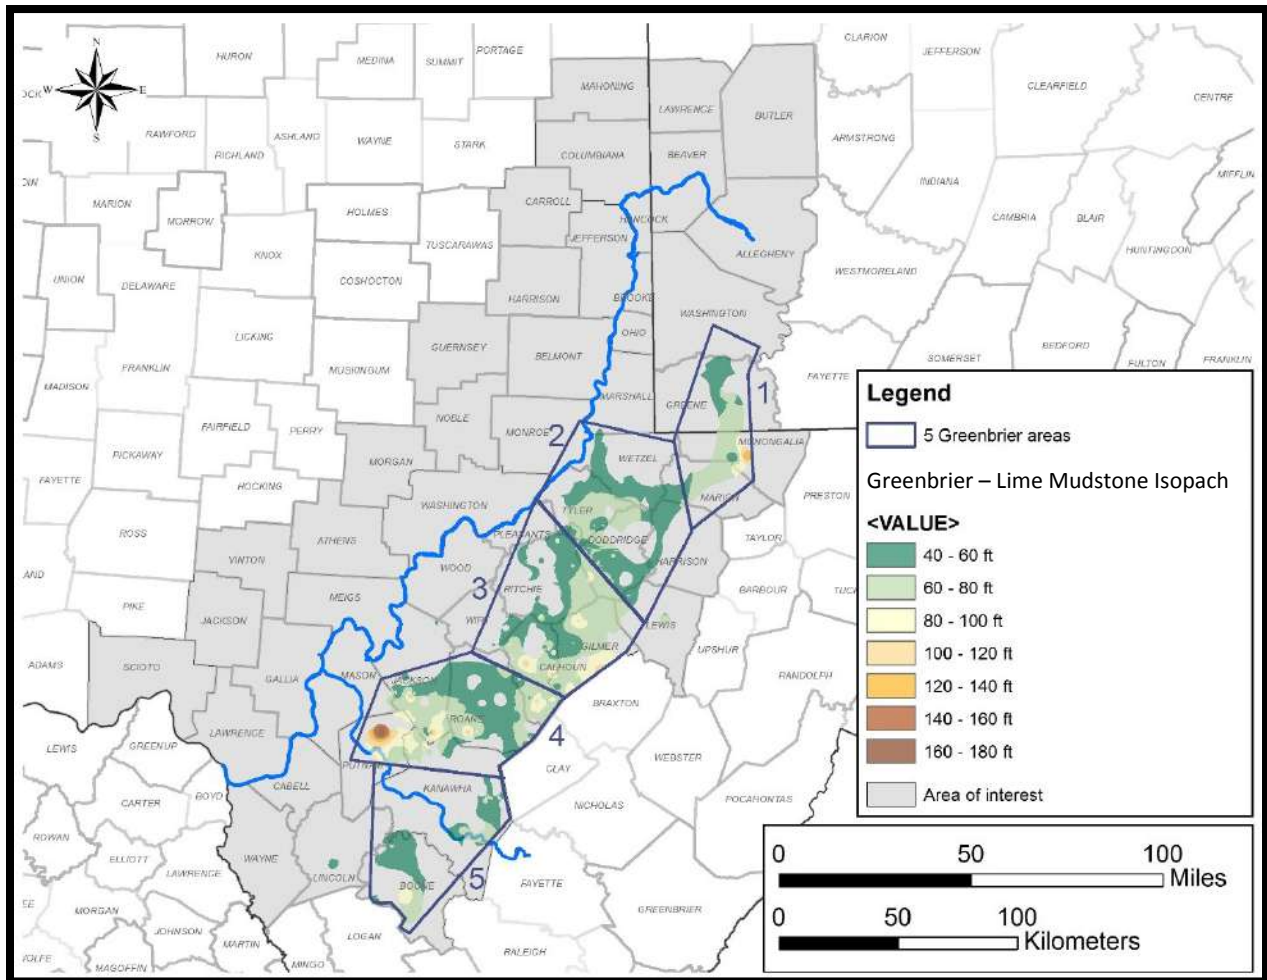 N
W
E
S
HURON
MEDINA
SUMMIT
PORTAGE
CLARION
JEFFERSON
CLEARFIELD
CENTRE
OCK
MAHONING
LAWRENCE
BUTLER
RAWFORD
RICHLAND
ASHLAND
WAYNE
STARK
ARMSTRONG
COLUMBIANA
BEAVER
INDIANA
MIFFLIN
DIN
MARION
MORROW
HOLMES
CARROLL
HANCOCK
CAMBRIA
BLAIR
KNOX
TUSCARAWAS
JEFFERSON
ALLEGHENY
HUNTINGDON
UNION
DELAWARE
COSHOCTON
HARRISON
BROOKE
WESTMORELAND
LICKING
GUERNSEY
BELMONT
OHIO
WASHINGTON
SOMERSET
BEDFORD
FULTON
FRANKLIN
MADISON
FRANKLIN
MUSKINGUM
MARSHALL
GREENE
1
FAYETTE
FAIRFIELD
PERRY
NOBLE
MONROE
2
MONONGALIA
PICKAWAY
MORGAN
WETZEL
FAYETTE
HOCKING
WASHINGTON
TYLER
MARION
PRESTON
ROSS
ATHENS
PLEASANTS
DODDRIDGE
TAYLOR
VINTON
WOOD
HARRISON
LAND
3
RITCHIE
BARBOUR
TUCK
PIKE
MEIGS
JACKSON
WIRT
LEWIS
GILMER
UPSHUR
ADAMS
SCIOTO
GALLIA
MASON
JACKSON
CALHOUN
RANDOLPH
BRAXTON
ROANE
4
LEWIS
GREENUP
LAWRENCE
WEBSTER
PUTNAM
CLAY
CABELL
KANAWHA
POCAHONTAS
CARTER
BOYD
NICHOLAS
ROWAN
ELLIOTT
WAYNE
LAWRENCE
LINCOLN
BOONE
5
FAYETTE
GREENBRIER
MORGAN
JOHNSON
MARTIN
LOGAN
RALEIGH
MINGO
MAGOFFIN
Legend
5 Greenbrier areas
Greenbrier – Lime Mudstone Isopach
<VALUE>
40 - 60 ft
60 - 80 ft
80 - 100 ft
100 - 120 ft
120 - 140 ft
140 - 160 ft
160 - 180 ft
Area of interest
0 50 100
Miles
0 50 100
Kilometers